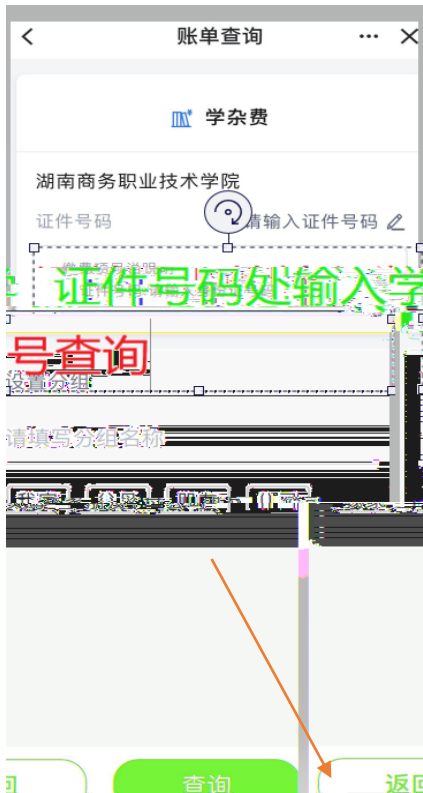 账单查询
学杂费
湖南商务职业技术学院
证件号码
请输入证件号码
证件号码处输入学
号查询
设置分组
请填写分组名称
回
查询
返回